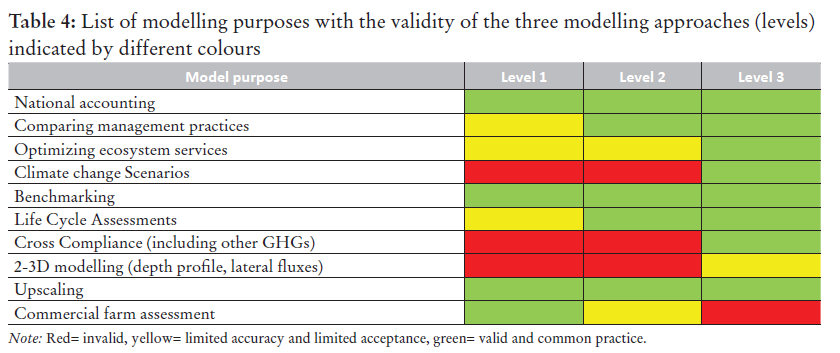 Table 4: List of modelling purposes with the validity of the three modelling approaches (levels)
indicated by different colours
Model purpose Level 1 Level 2 Level 3
National accounting
Comparing management practices
Optimizing ecosystem services
Climate change Scenarios
Benchmarking
Life Cycle Assessments
Cross Compliance (including other GHGs)
2-3D modelling (depth profile, lateral fluxes)
Upscaling
Commercial farm assessment
Note: Red= invalid, yellow= limited accuracy and limited acceptance, green= valid and common practice.